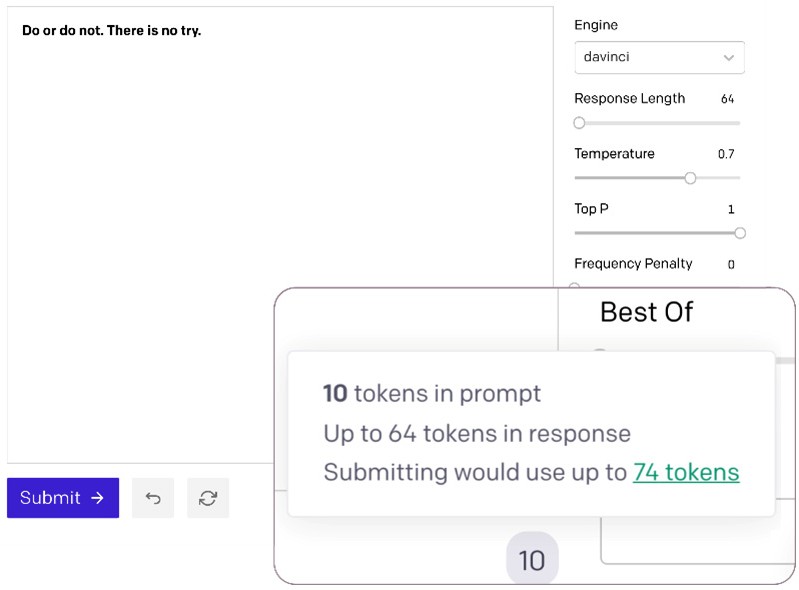 Do or do not. There is no try.
Engine
davinci
Response Length 64
Temperature 0.7
Top P 1
Frequency Penalty 0
Best Of
10 tokens in prompt
Up to 64 tokens in response
Submitting would use up to 74 tokens
Submit →
10